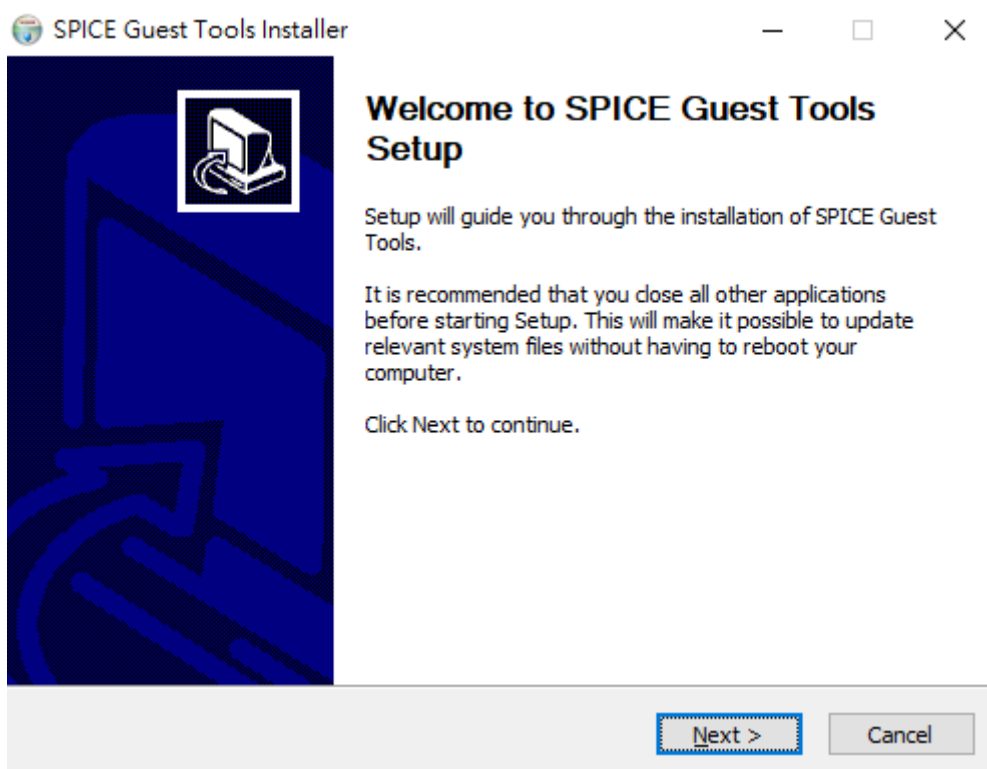 SPICE Guest Tools Installer
Welcome to SPICE Guest Tools
Setup
Setup will guide you through the installation of SPICE Guest
Tools.
It is recommended that you close all other applications
before starting Setup. This will make it possible to update
relevant system files without having to reboot your
computer.
Click Next to continue.
Next >
Cancel